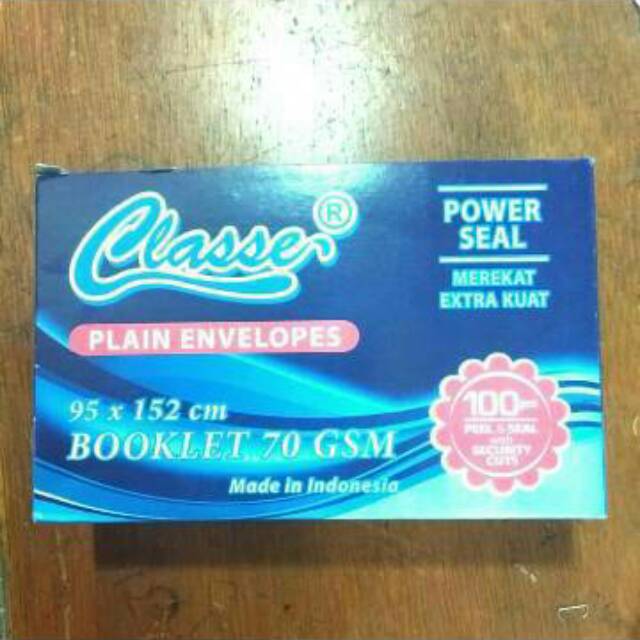 Classe ®
PLAIN ENVELOPES
95 x 152 cm
BOOKLET 70 GSM
Made in Indonesia
POWER
SEAL
MEREKAT
EXTRA KUAT
100
PEEL & SEAL
with
SECURITY
CUTS